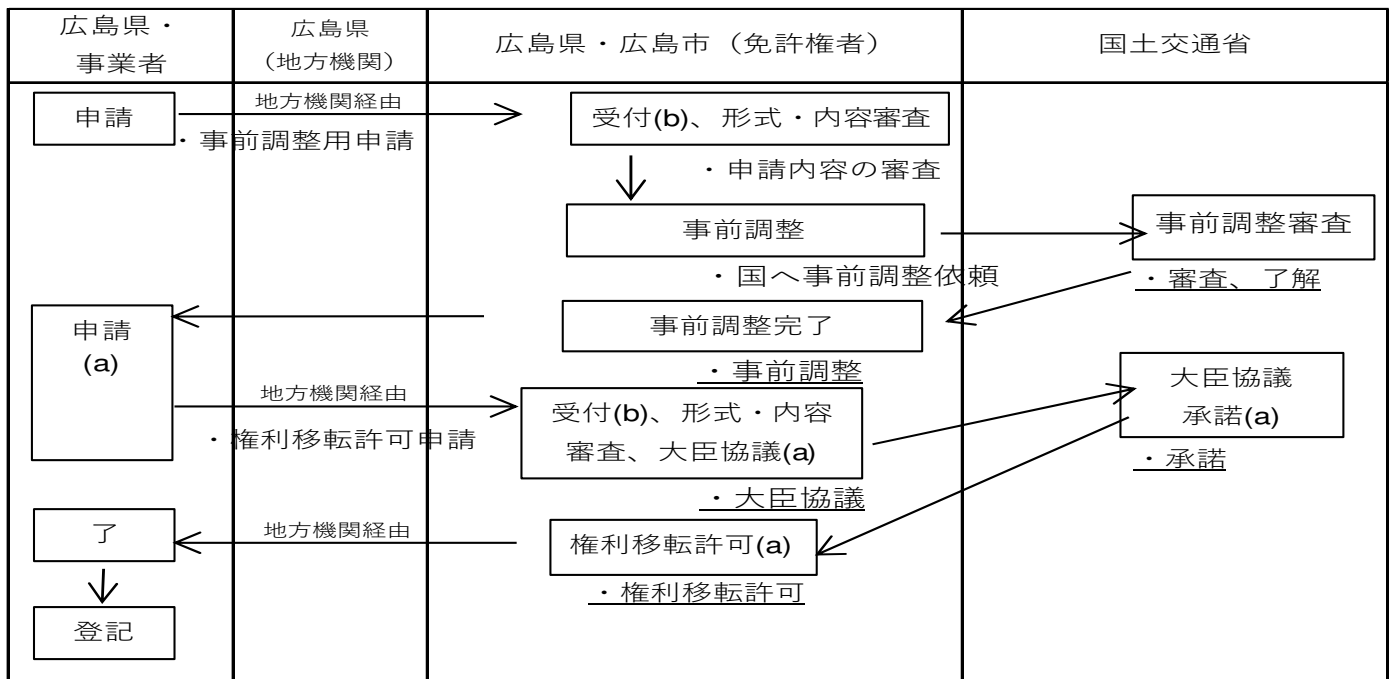 広島県・
事業者
広島県
(地方機関)
広島県・広島市（免許権者）
国土交通省
申請
地方機関経由
・事前調整用申請
受付(b)、形式・内容審査
・申請内容の審査
事前調整
・国へ事前調整依頼
事前調整審査
・審査、了解
事前調整完了
・事前調整
申請
(a)
地方機関経由
・権利移転許可申請
受付(b)、形式・内容
審査、大臣協議(a)
・大臣協議
大臣協議
承諾(a)
・承諾
権利移転許可(a)
・権利移転許可
地方機関経由
了
登記